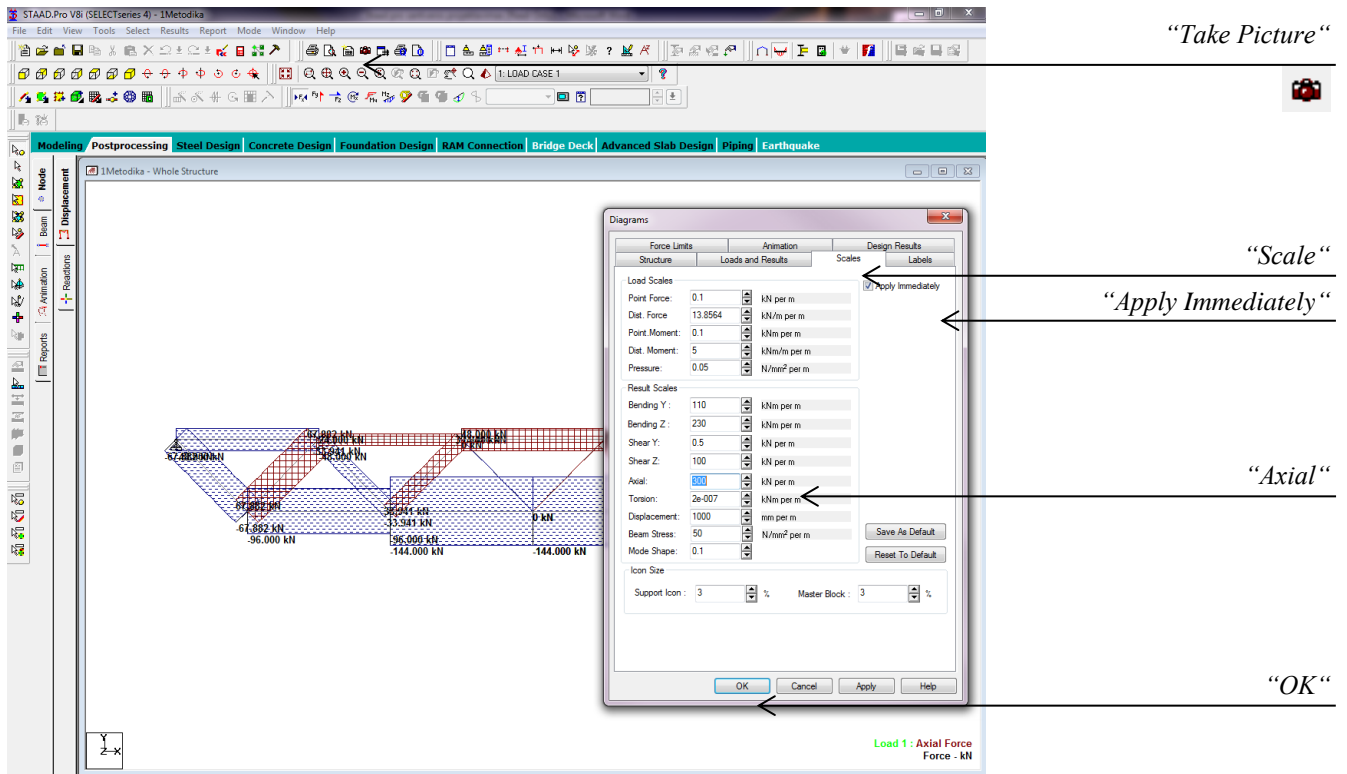 STAAD.Pro V8i (SELECTseries 4) - 1Metodika
File Edit View Tools Select Results Report Mode Window Help
“Take Picture“
1: LOAD CASE 1
Modeling Postprocessing Steel Design Concrete Design Foundation Design RAM Connection Bridge Deck Advanced Slab Design Piping Earthquake
Node
Beam
Animation
Reports
Displacement
Reactions
1Metodika - Whole Structure
Diagrams
Force Limits Animation Design Results
Structure Loads and Results Scales Labels
“Scale“
Apply Immediately
“Apply Immediately“
Load Scales
Point Force: 0.1 kN per m
Dist. Force 13.8564 kN/m per m
Point.Moment: 0.1 kNm per m
Dist. Moment: 5 kNm/m per m
Pressure: 0.05 N/mm² per m
Result Scales
Bending Y : 110 kNm per m
Bending Z : 230 kNm per m
Shear Y: 0.5 kN per m
Shear Z: 100 kN per m
Axial: 300 kN per m
“Axial“
Torsion: 2e-007 kNm per m
Displacement: 1000 mm per m
Beam Stress: 50 N/mm² per m
Mode Shape: 0.1
Save As Default
Reset To Default
Icon Size
Support Icon : 3 % Master Block : 3 %
OK Cancel Apply Help
“OK“
67.882 kN
48.000 kN
0 kN
-33.941 kN
-67.882 kN
-96.000 kN
-96.000 kN
-144.000 kN
-144.000 kN
Y
Z X
Load 1 : Axial Force
Force - kN